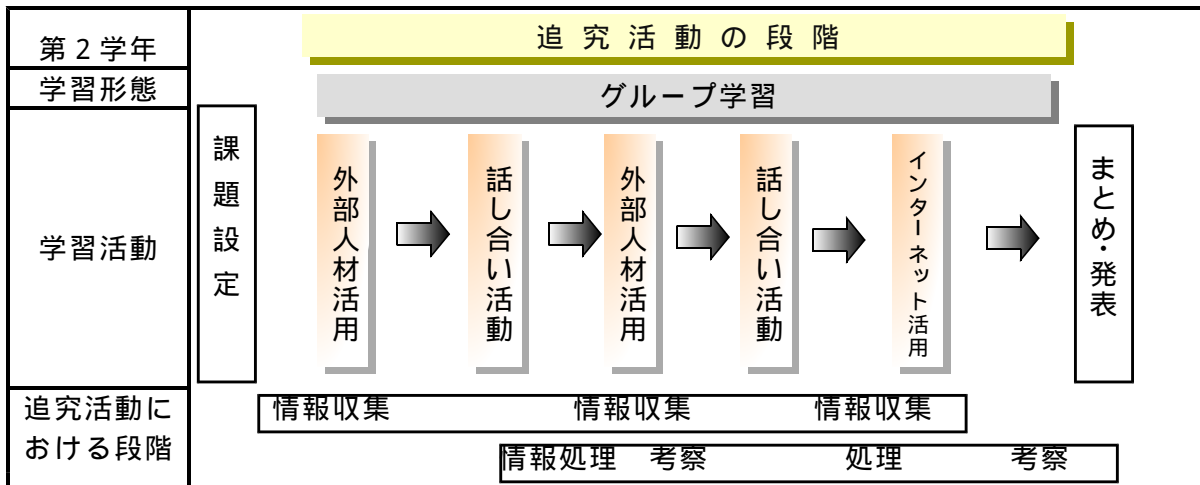 第2学年
追究活動の段階
学習形態
グループ学習
学習活動
課題設定
外部人材活用
話し合い活動
外部人材活用
話し合い活動
インターネット活用
まとめ・発表
追究活動に
おける段階
情報収集 情報収集 情報収集
情報処理 考察 処理 考察